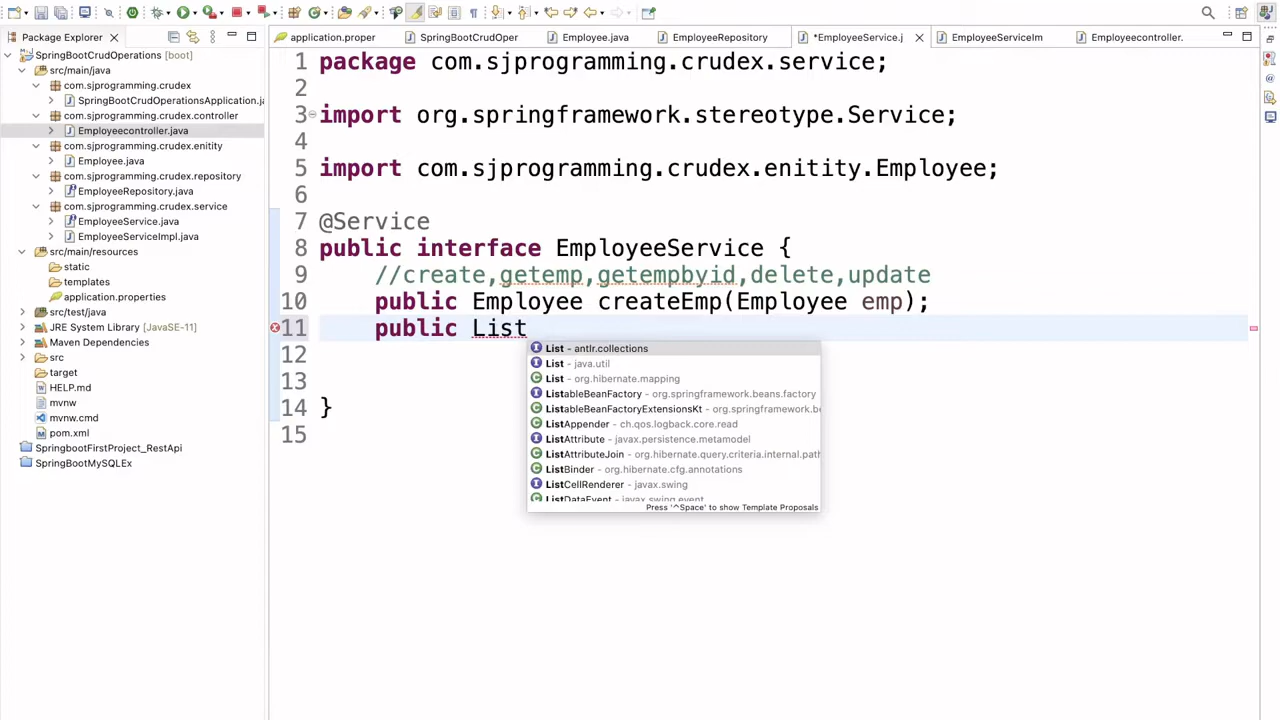 Package Explorer
SpringBootCrudOperations [boot]
src/main/java
com.sjprogramming.crudex
SpringBootCrudOperationsApplication.ja
com.sjprogramming.crudex.controller
Employeecontroller.java
com.sjprogramming.crudex.enitity
Employee.java
com.sjprogramming.crudex.repository
EmployeeRepository.java
com.sjprogramming.crudex.service
EmployeeService.java
EmployeeServiceImpl.java
src/main/resources
static
templates
application.properties
src/test/java
JRE System Library [JavaSE-11]
Maven Dependencies
src
target
HELP.md
mvnw
mvnw.cmd
pom.xml
SpringbootFirstProject_RestApi
SpringBootMySQLEx
application.proper
SpringBootCrudOper
Employee.java
EmployeeRepository
*EmployeeService.j
EmployeeServiceIm
Employeecontroller.
1 package com.sjprogramming.crudex.service;
2
3 import org.springframework.stereotype.Service;
4
5 import com.sjprogramming.crudex.enitity.Employee;
6
7 @Service
8 public interface EmployeeService {
9 //create,getemp,getempbyid,delete,update
10 public Employee createEmp(Employee emp);
11 public List
12
13
14 }
15
List - antlr.collections
List - java.util
List - org.hibernate.mapping
ListableBeanFactory - org.springframework.beans.factory
ListableBeanFactoryExtensionsKt - org.springframework.be
ListAppender - ch.qos.logback.core.read
ListAttribute - javax.persistence.metamodel
ListAttributeJoin - org.hibernate.query.criteria.internal.path
ListBinder - org.hibernate.cfg.annotations
ListCellRenderer - javax.swing
ListDataEvent - javax.swing.event
Press '^Space' to show Template Proposals